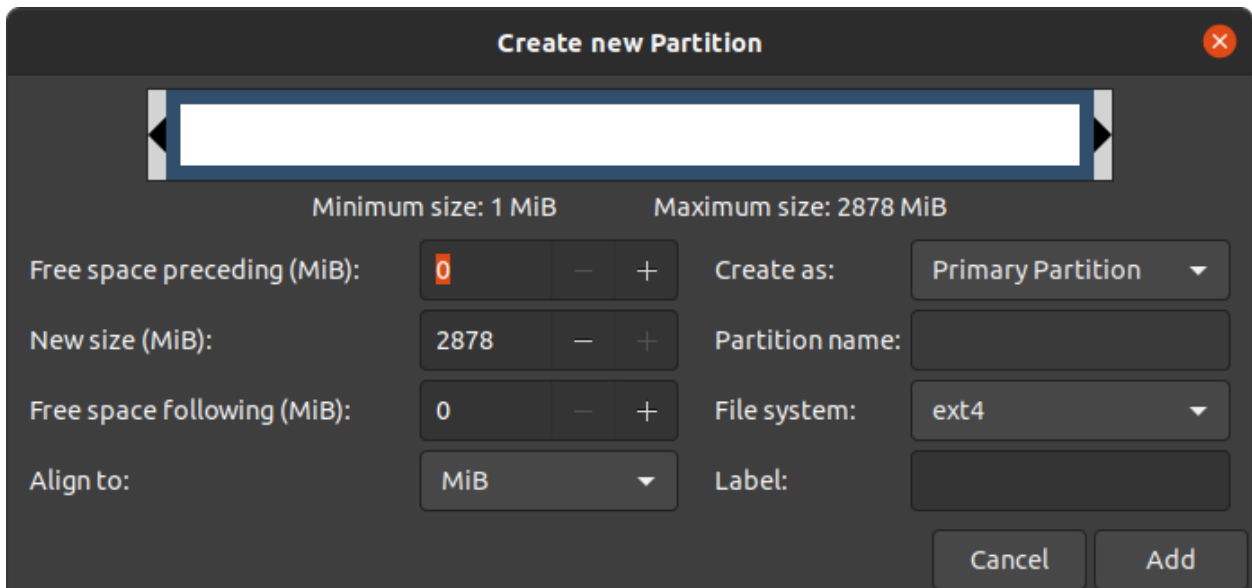 Create new Partition
Minimum size: 1 MiB Maximum size: 2878 MiB
Free space preceding (MiB): 0 − + Create as: Primary Partition
New size (MiB): 2878 − + Partition name:
Free space following (MiB): 0 − + File system: ext4
Align to: MiB Label:
Cancel Add